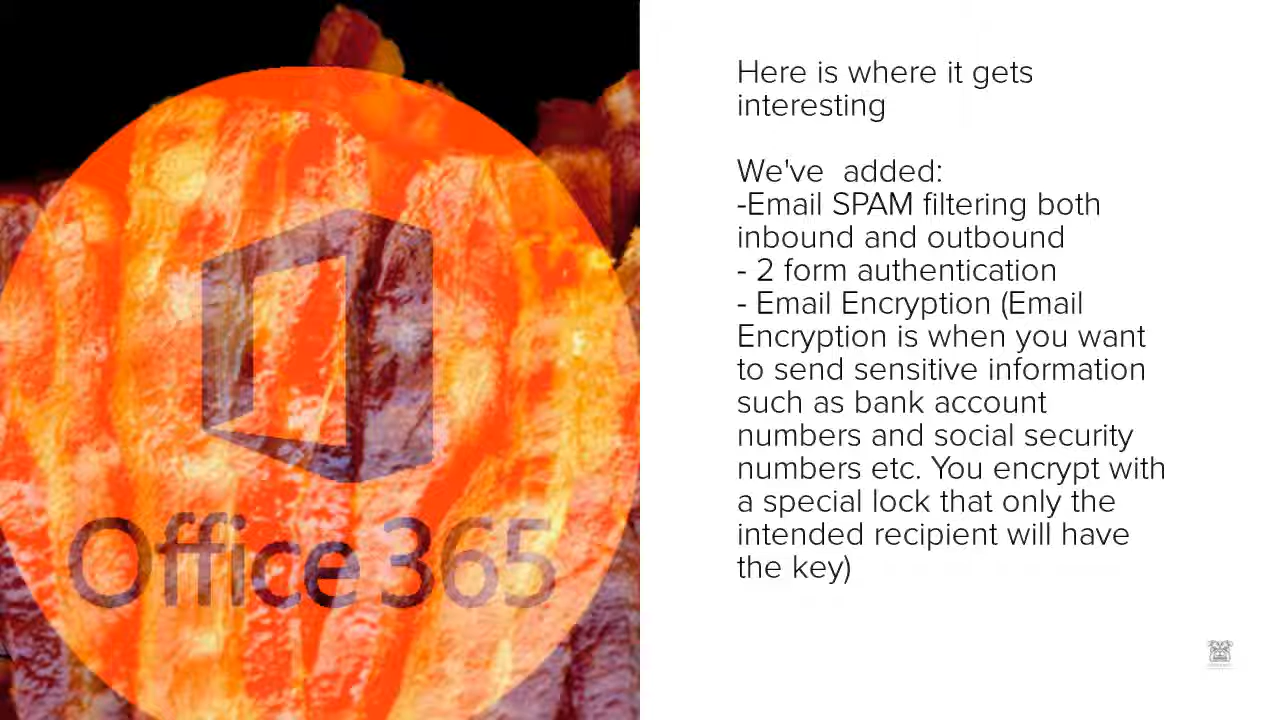 Office 365
Here is where it gets
interesting
We've  added:
-Email SPAM filtering both
inbound and outbound
- 2 form authentication
- Email Encryption (Email
Encryption is when you want
to send sensitive information
such as bank account
numbers and social security
numbers etc. You encrypt with
a special lock that only the
intended recipient will have
the key)